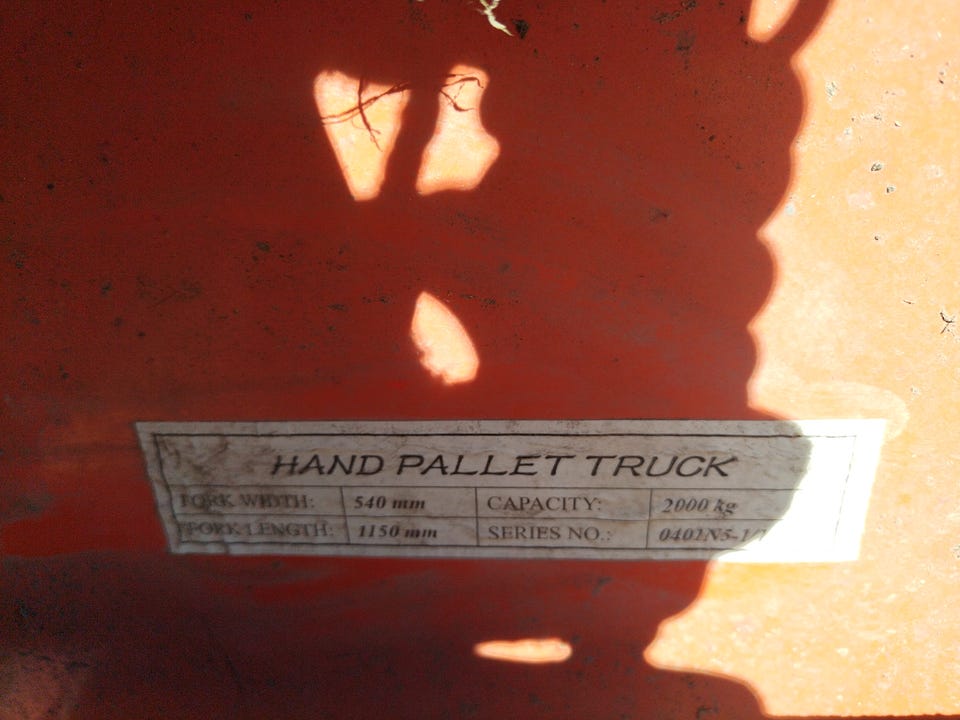 HAND PALLET TRUCK
FORK WIDTH: 540 mm CAPACITY: 2000 kg
FORK LENGTH: 1150 mm SERIES NO.: